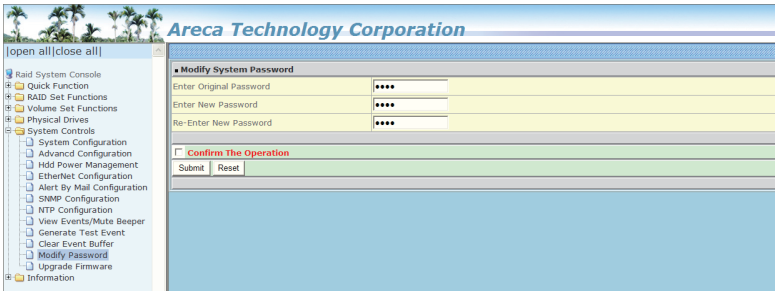 Areca Technology Corporation
|open all|close all|
Raid System Console
Quick Function
RAID Set Functions
Volume Set Functions
Physical Drives
System Controls
System Configuration
Advancd Configuration
Hdd Power Management
EtherNet Configuration
Alert By Mail Configuration
SNMP Configuration
NTP Configuration
View Events/Mute Beeper
Generate Test Event
Clear Event Buffer
Modify Password
Upgrade Firmware
Information
▪ Modify System Password
Enter Original Password ••••
Enter New Password ••••
Re-Enter New Password ••••
Confirm The Operation
Submit Reset